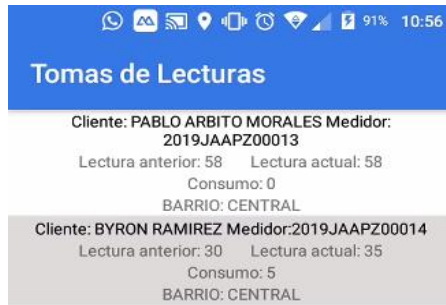 91% 10:56
Tomas de Lecturas
Cliente: PABLO ARBITO MORALES Medidor:
2019JAAPZ00013
Lectura anterior: 58 Lectura actual: 58
Consumo: 0
BARRIO: CENTRAL
Cliente: BYRON RAMIREZ Medidor:2019JAAPZ00014
Lectura anterior: 30 Lectura actual: 35
Consumo: 5
BARRIO: CENTRAL